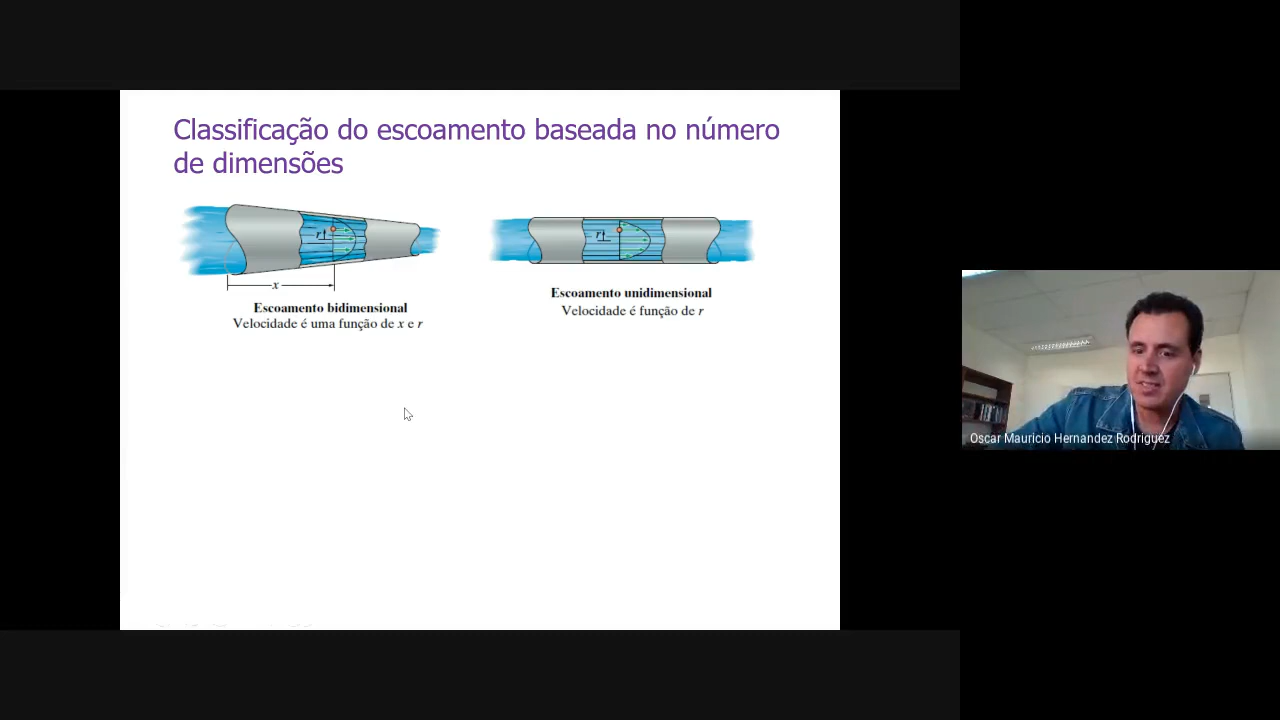 Classificação do escoamento baseada no número
de dimensões
r
x
Escoamento bidimensional
Velocidade é uma função de x e r
r
Escoamento unidimensional
Velocidade é função de r
Oscar Mauricio Hernandez Rodriguez